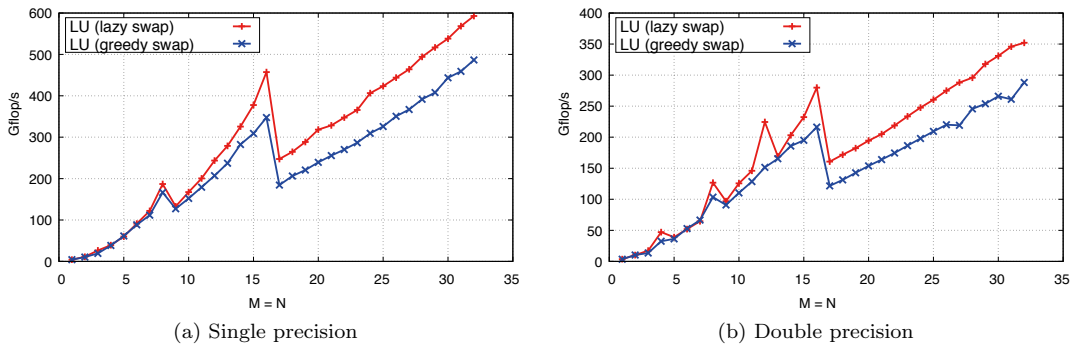 LU (lazy swap)
LU (greedy swap)
Gflop/s
600
500
400
300
200
100
0
0 5 10 15 20 25 30 35
M = N
(a) Single precision
LU (lazy swap)
LU (greedy swap)
Gflop/s
400
350
300
250
200
150
100
50
0
0 5 10 15 20 25 30 35
M = N
(b) Double precision